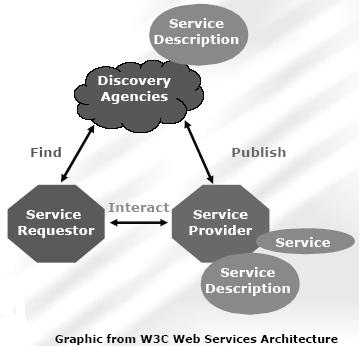 Service
Description
Discovery
Agencies
Find
Publish
Service
Requestor
Interact
Service
Provider
Service
Service
Description
Graphic from W3C Web Services Architecture